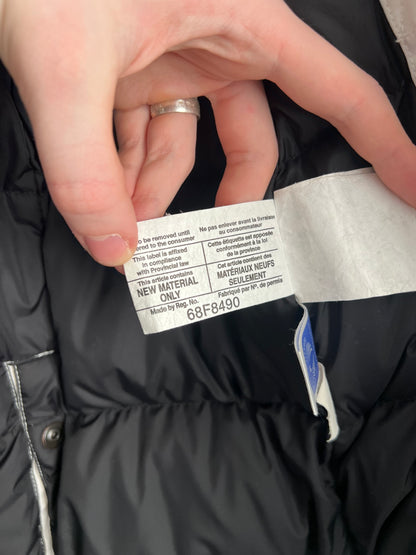 to be removed until
ered to the consumer
This label is affixed
in compliance
with Provincial law
This article contains
NEW MATERIAL
ONLY
Made by Reg. No.
Ne pas enlever avant la livraison
au consommateur
Cette étiquette est apposée
conformément à la loi
de la province
Cet article contient des
MATÉRIAUX NEUFS
SEULEMENT
Fabriqué par N°. de permis
68F8490